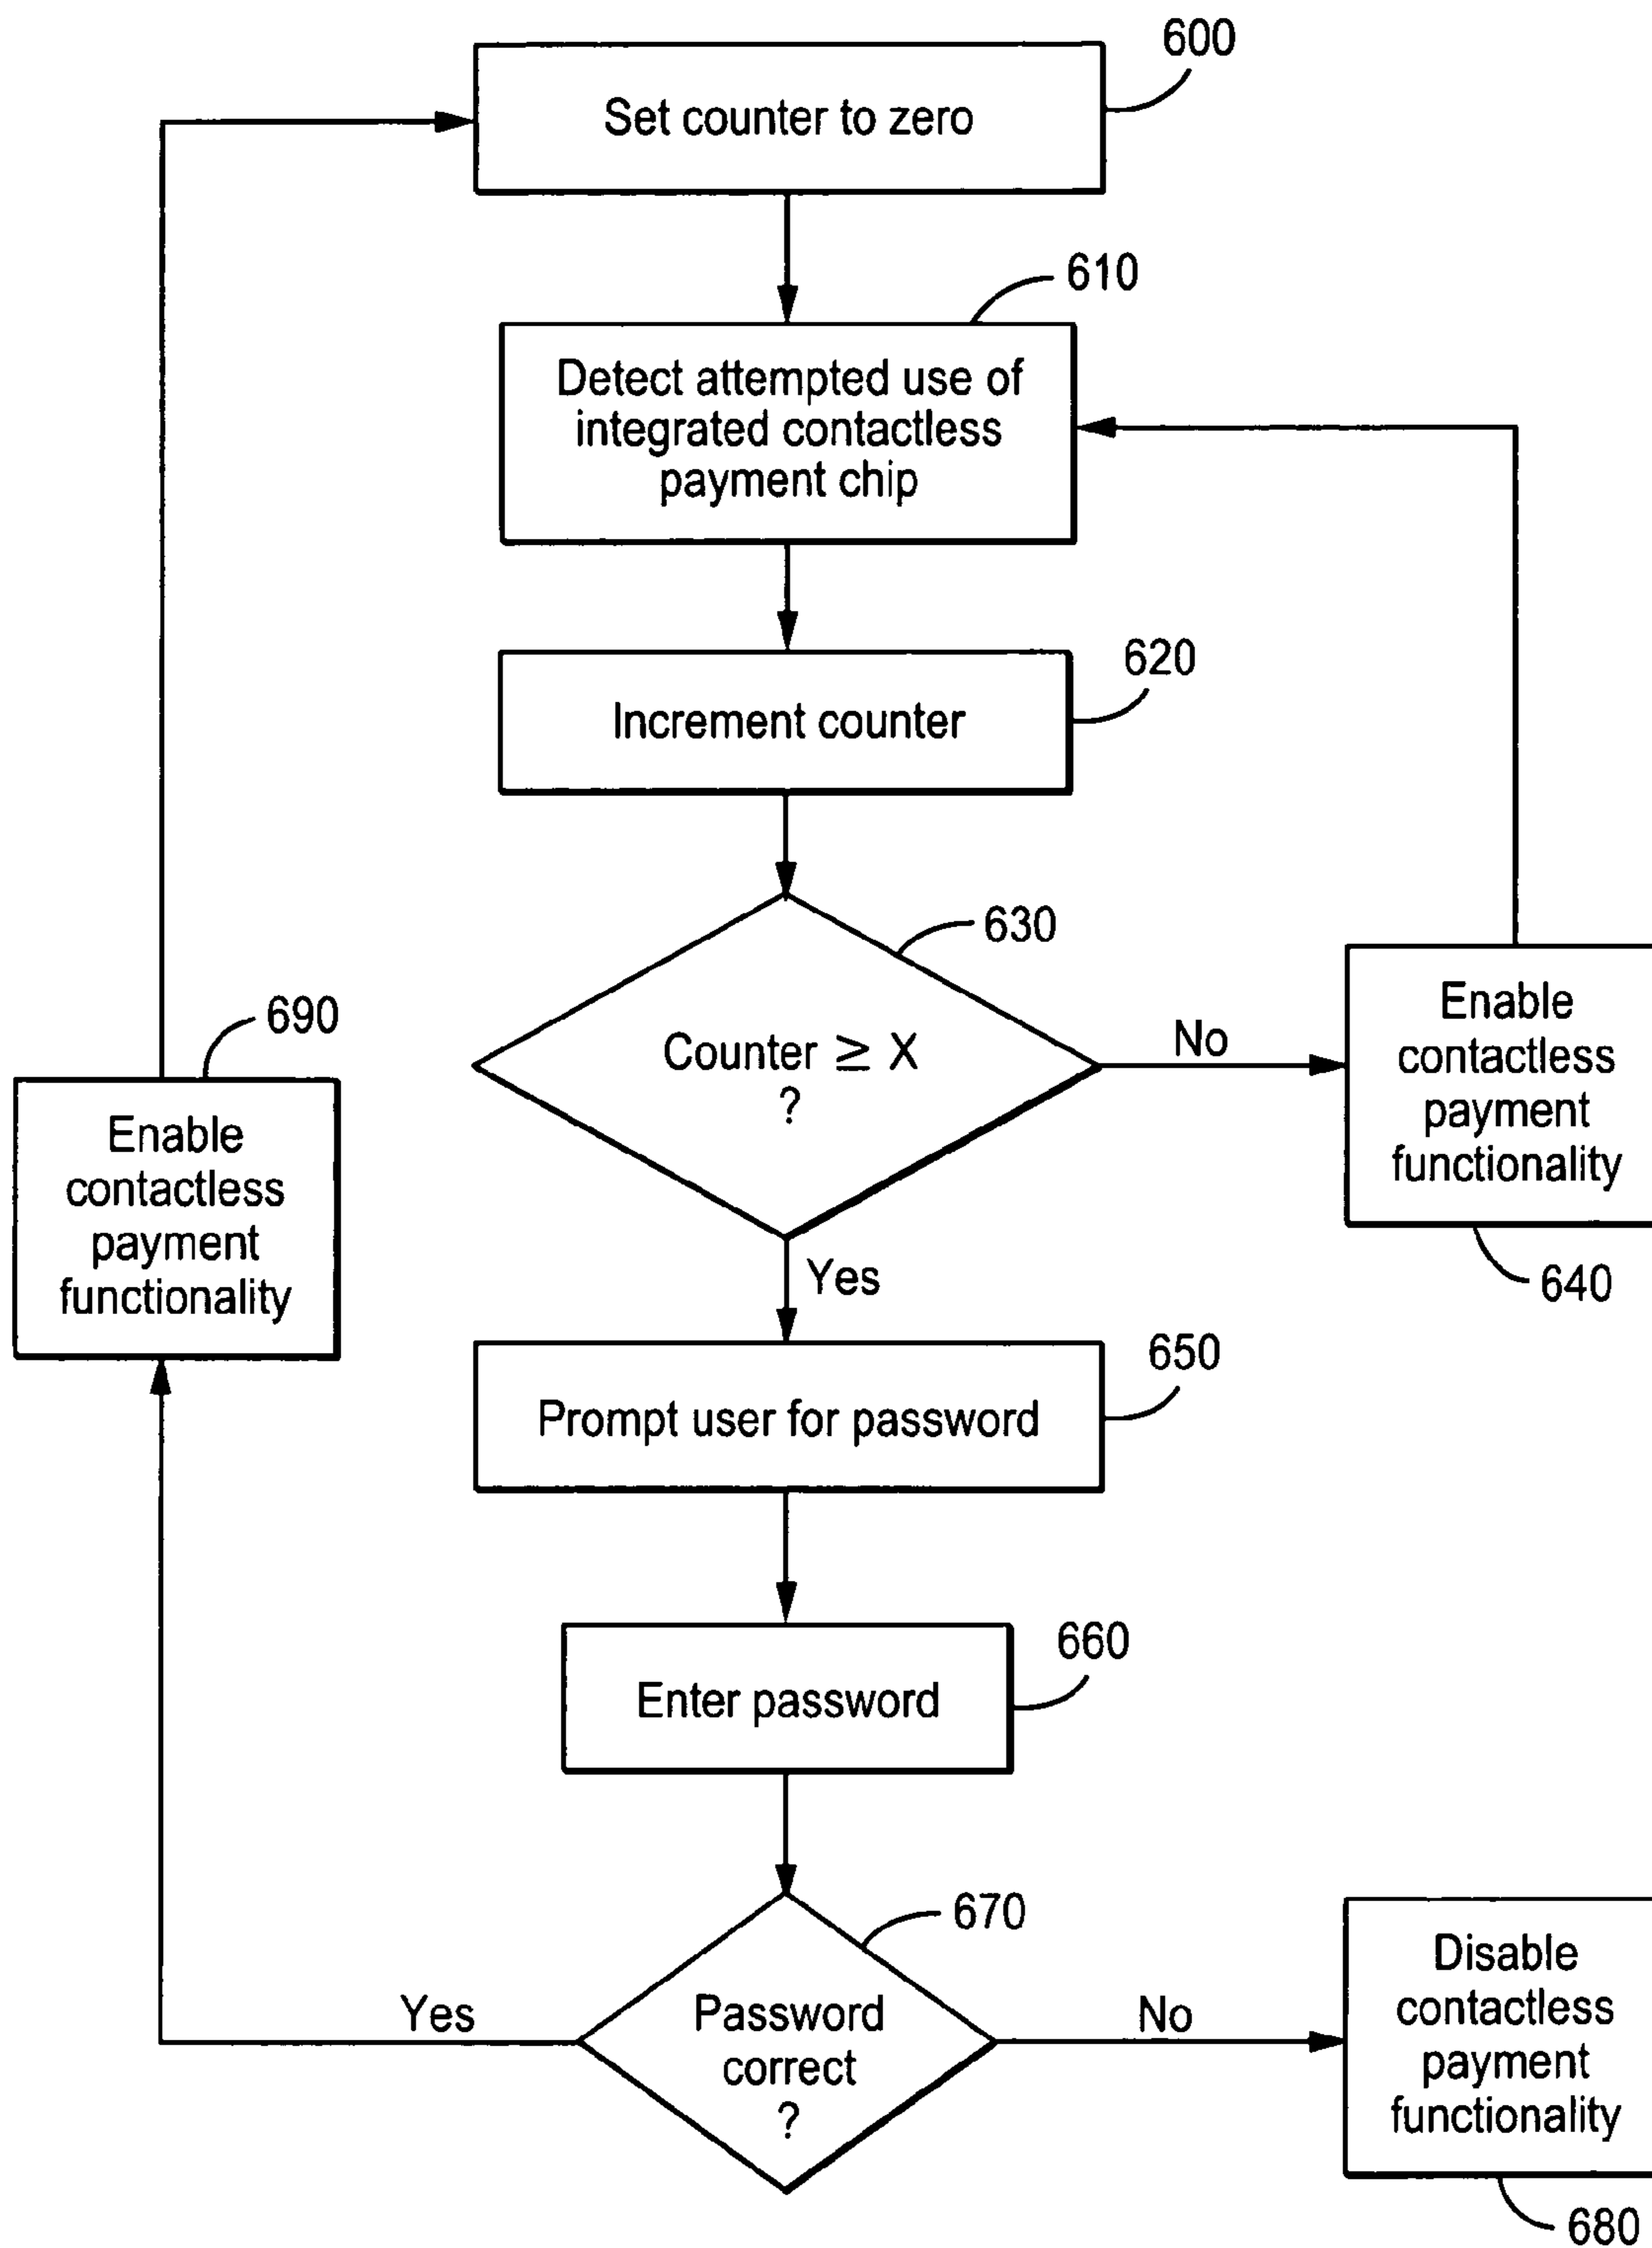 600
Set counter to zero
610
Detect attempted use of
integrated contactless
payment chip
620
Increment counter
630
Counter ≧ X
?
No
Enable
contactless
payment
functionality
640
690
Enable
contactless
payment
functionality
Yes
650
Prompt user for password
660
Enter password
670
Password
correct
?
Yes
No
Disable
contactless
payment
functionality
680